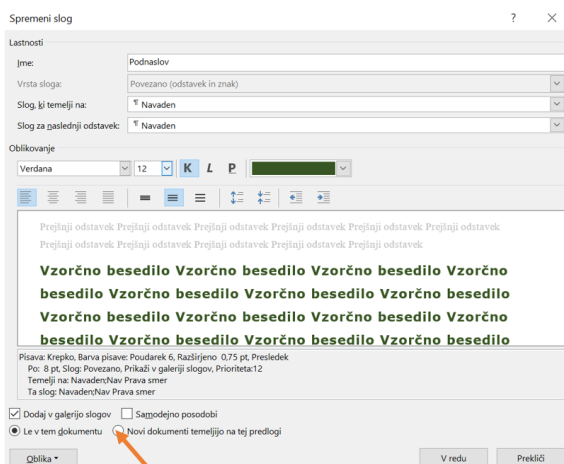 Spremeni slog ?
Lastnosti
Ime: Podnaslov
Vrsta sloga: Povezano (odstavek in znak)
Slog, ki temelji na: ¶ Navaden
Slog za naslednji odstavek: ¶ Navaden
Oblikovanje
Verdana 12 K L P
Prejšnji odstavek Prejšnji odstavek Prejšnji odstavek Prejšnji odstavek Prejšnji odstavek Prejšnji odstavek
Prejšnji odstavek Prejšnji odstavek Prejšnji odstavek Prejšnji odstavek Prejšnji odstavek
Vzorčno besedilo Vzorčno besedilo Vzorčno besedilo Vzorčno
besedilo Vzorčno besedilo Vzorčno besedilo Vzorčno besedilo
Vzorčno besedilo Vzorčno besedilo Vzorčno besedilo Vzorčno
besedilo Vzorčno besedilo Vzorčno besedilo Vzorčno besedilo
Pisava: Krepko, Barva pisave: Poudarek 6, Razširjeno 0,75 pt, Presledek
Po: 8 pt, Slog: Povezano, Prikaži v galeriji slogov, Prioriteta:12
Temelji na: Navaden;Nav Prava smer
Ta slog: Navaden;Nav Prava smer
Dodaj v galerijo slogov Samodejno posodobi
Le v tem dokumentu Novi dokumenti temeljijo na tej predlogi
Oblika V redu Prekliči